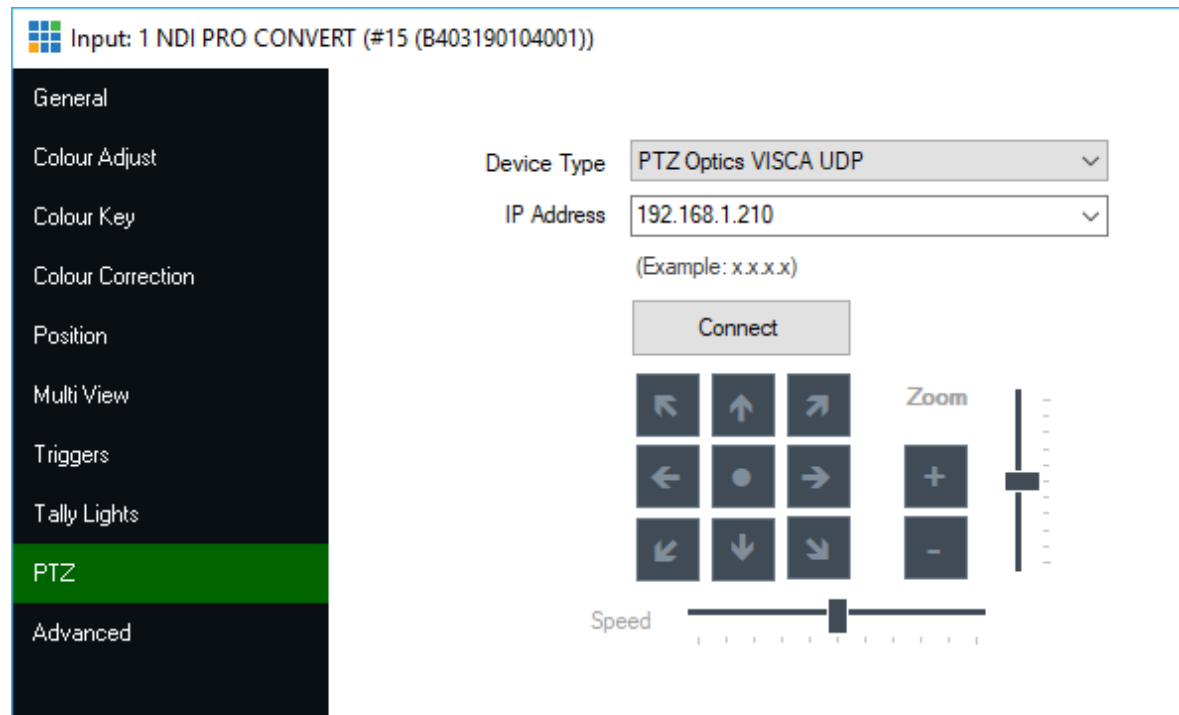 Input: 1 NDI PRO CONVERT (#15 (B403190104001))
General
Colour Adjust
Colour Key
Colour Correction
Position
Multi View
Triggers
Tally Lights
PTZ
Advanced
Device Type PTZ Optics VISCA UDP
IP Address 192.168.1.210
(Example: x.x.x.x)
Connect
Zoom
+
-
Speed